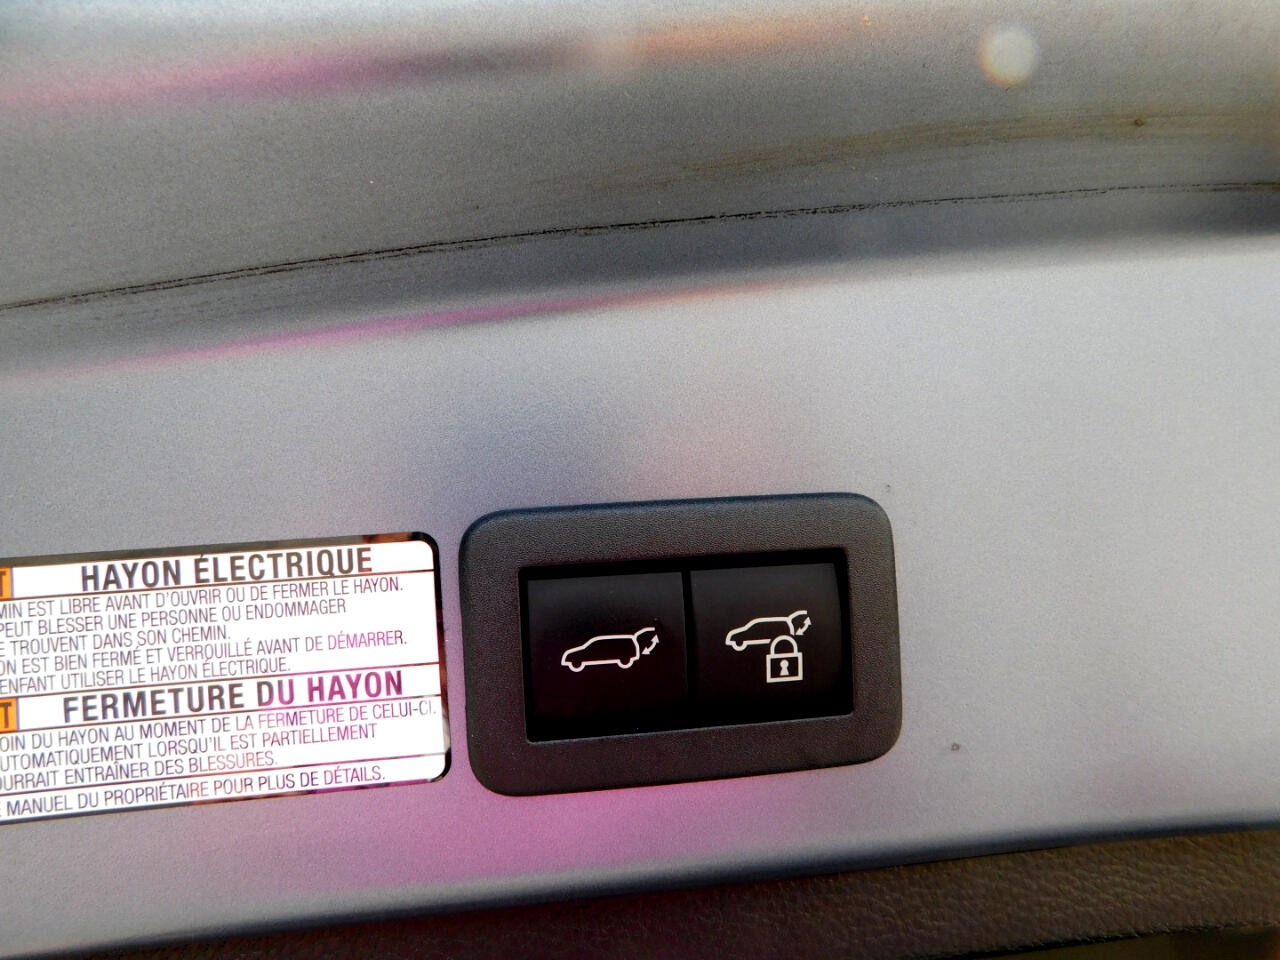 T HAYON ÉLECTRIQUE
MIN EST LIBRE AVANT D'OUVRIR OU DE FERMER LE HAYON.
PEUT BLESSER UNE PERSONNE OU ENDOMMAGER
E TROUVENT DANS SON CHEMIN.
ON EST BIEN FERMÉ ET VERROUILLÉ AVANT DE DÉMARRER.
ENFANT UTILISER LE HAYON ÉLECTRIQUE.
T FERMETURE DU HAYON
OIN DU HAYON AU MOMENT DE LA FERMETURE DE CELUI-CI.
UTOMATIQUEMENT LORSQU'IL EST PARTIELLEMENT
OURRAIT ENTRAÎNER DES BLESSURES.
E MANUEL DU PROPRIÉTAIRE POUR PLUS DE DÉTAILS.